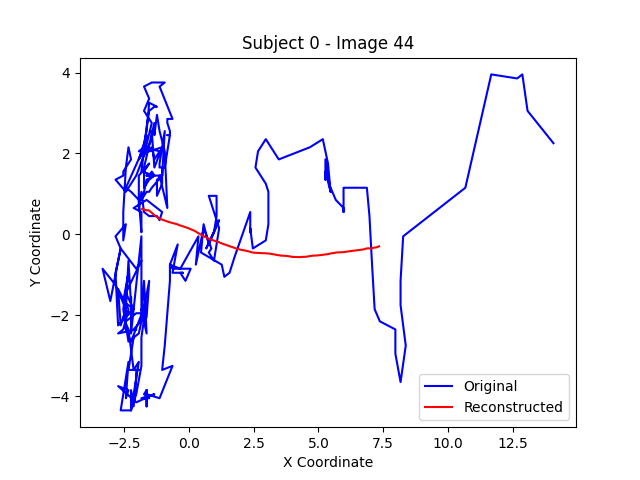 Subject 0 - Image 44
Y Coordinate
4
2
0
−2
−4
−2.5 0.0 2.5 5.0 7.5 10.0 12.5
X Coordinate
Original
Reconstructed